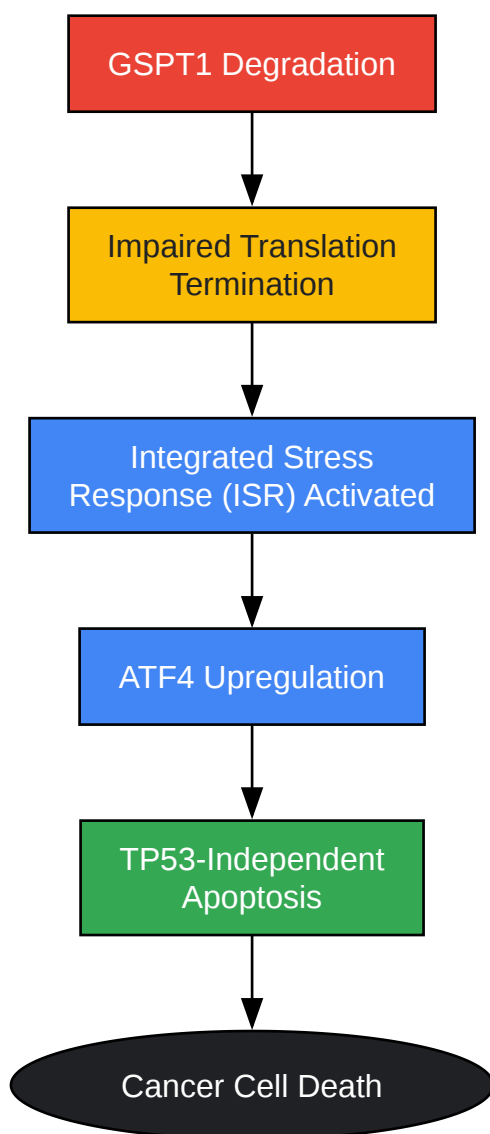 GSPT1 Degradation
Impaired Translation
Termination
Integrated Stress
Response (ISR) Activated
ATF4 Upregulation
TP53-Independent
Apoptosis
Cancer Cell Death